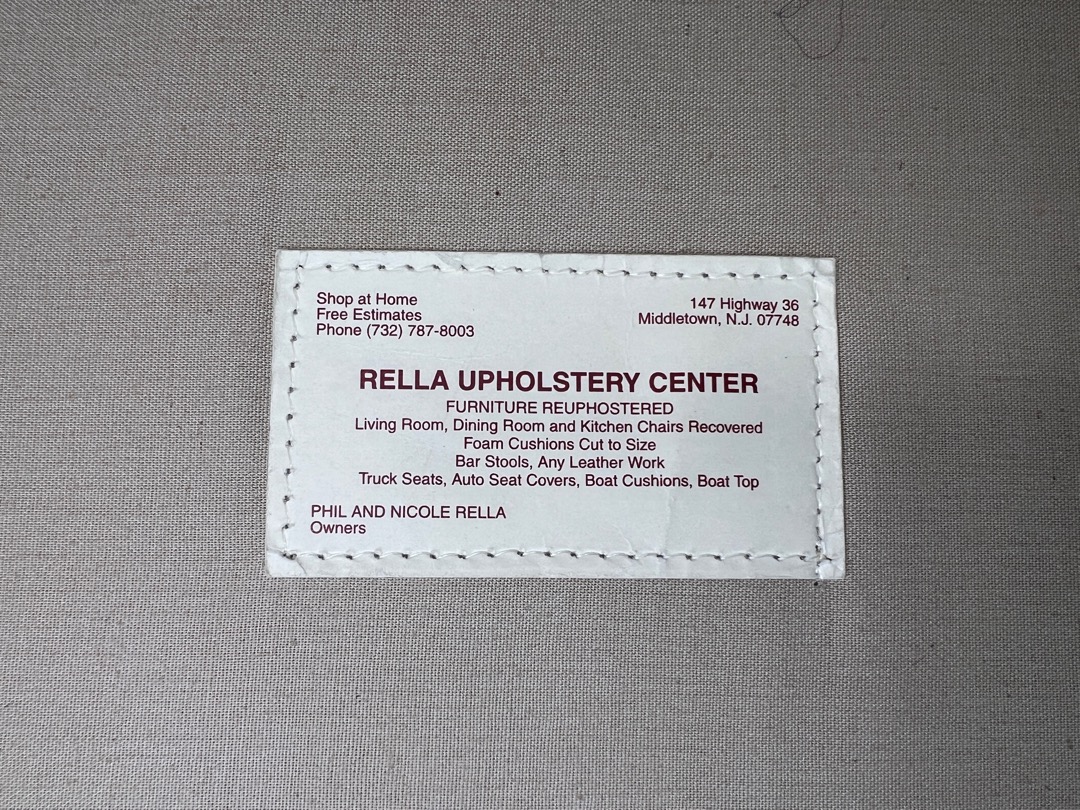 Shop at Home
Free Estimates
Phone (732) 787-8003
147 Highway 36
Middletown, N.J. 07748
RELLA UPHOLSTERY CENTER
FURNITURE REUPHOSTERED
Living Room, Dining Room and Kitchen Chairs Recovered
Foam Cushions Cut to Size
Bar Stools, Any Leather Work
Truck Seats, Auto Seat Covers, Boat Cushions, Boat Top
PHIL AND NICOLE RELLA
Owners